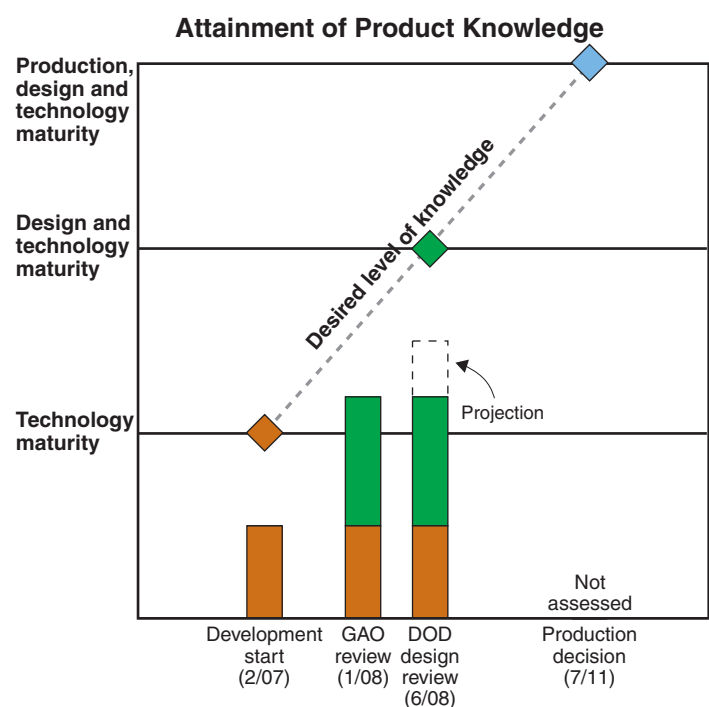 Attainment of Product Knowledge
Production,
design and
technology
maturity
Design and
technology
maturity
Technology
maturity
Desired level of knowledge
Projection
Not
assessed
Development
start
(2/07)
GAO
review
(1/08)
DOD
design
review
(6/08)
Production
decision
(7/11)